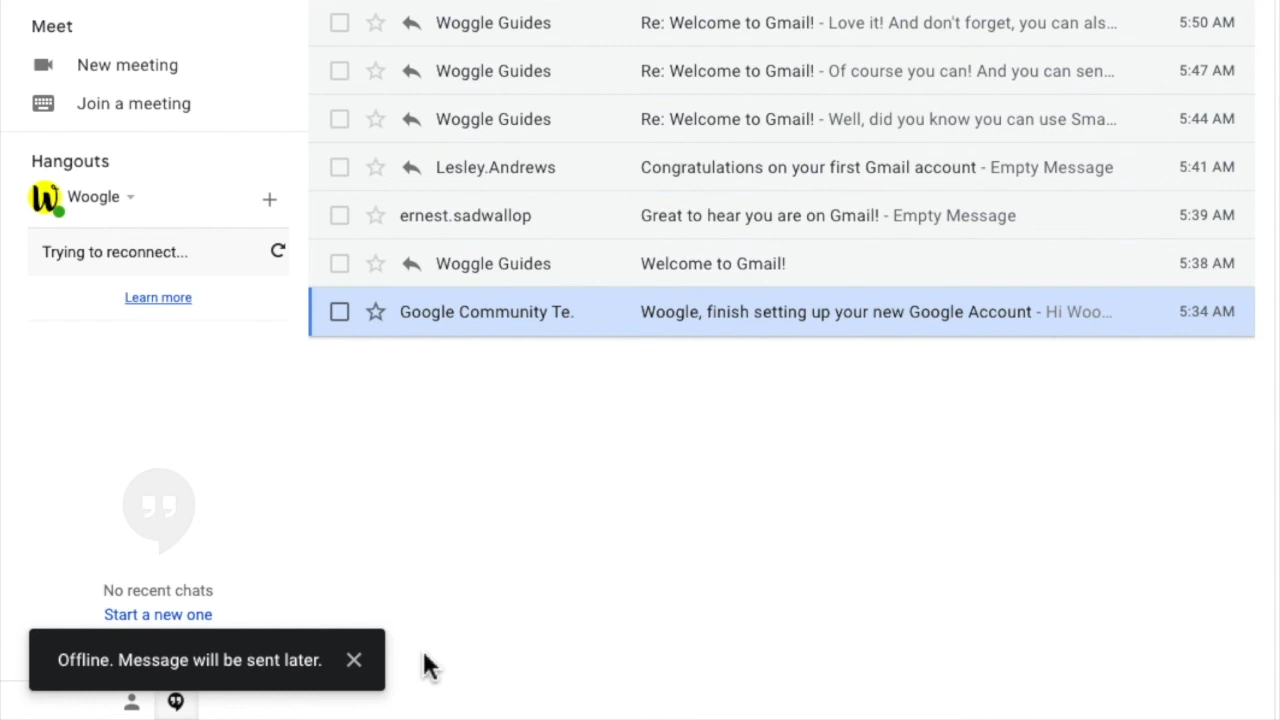 Meet
New meeting
Join a meeting
Hangouts
Woogle
Trying to reconnect...
Learn more
No recent chats
Start a new one
Offline. Message will be sent later.
Woggle Guides Re: Welcome to Gmail! - Love it! And don't forget, you can als... 5:50 AM
Woggle Guides Re: Welcome to Gmail! - Of course you can! And you can sen... 5:47 AM
Woggle Guides Re: Welcome to Gmail! - Well, did you know you can use Sma... 5:44 AM
Lesley.Andrews Congratulations on your first Gmail account - Empty Message 5:41 AM
ernest.sadwallop Great to hear you are on Gmail! - Empty Message 5:39 AM
Woggle Guides Welcome to Gmail! 5:38 AM
Google Community Te. Woogle, finish setting up your new Google Account - Hi Woo... 5:34 AM